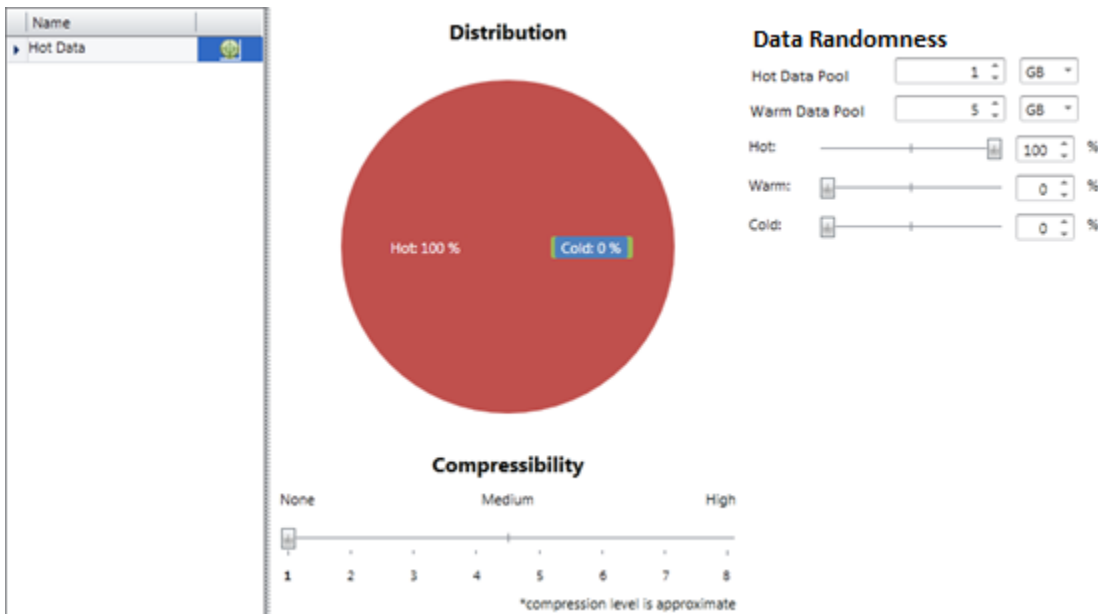 Name
Hot Data
Distribution
Hot: 100 %
Cold: 0 %
Data Randomness
Hot Data Pool 1 GB
Warm Data Pool 5 GB
Hot: 100 %
Warm: 0 %
Cold: 0 %
Compressibility
None Medium High
1 2 3 4 5 6 7 8
*compression level is approximate